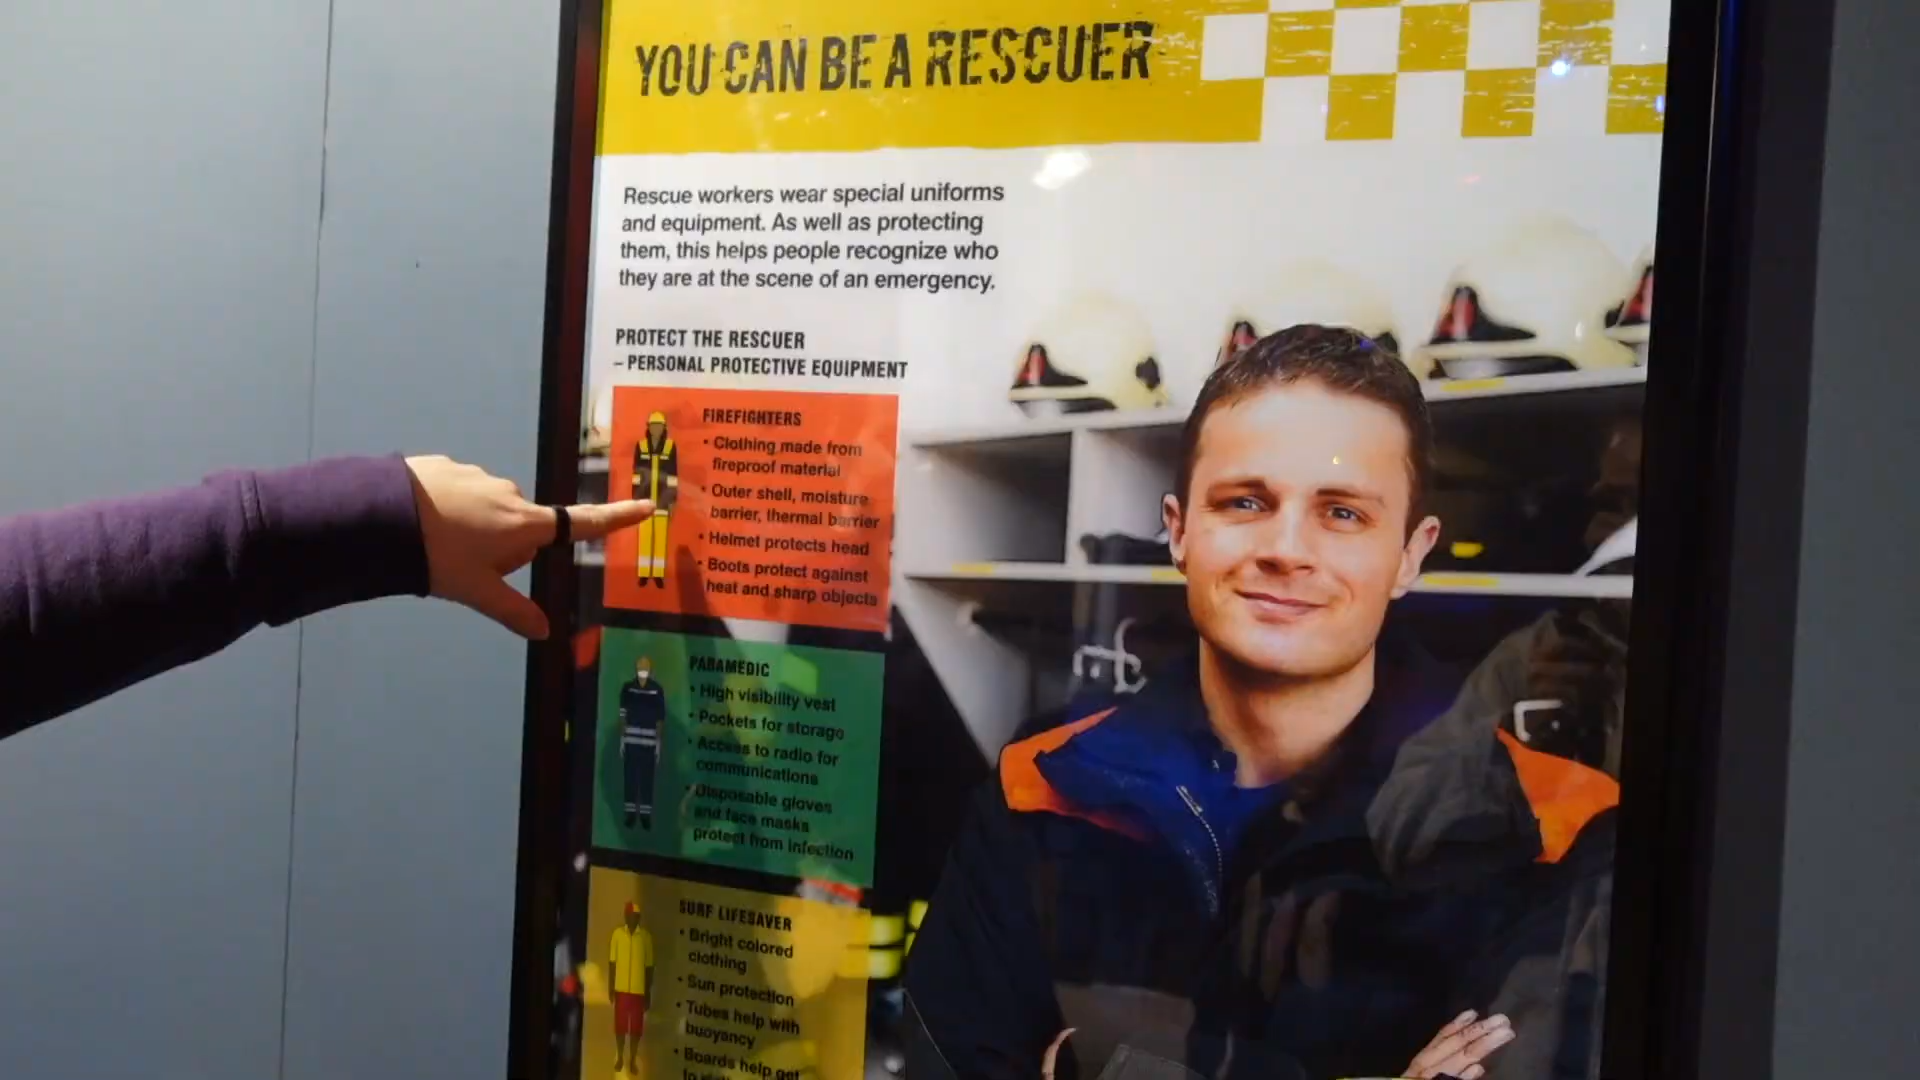 YOU CAN BE A RESCUER
Rescue workers wear special uniforms
and equipment. As well as protecting
them, this helps people recognize who
they are at the scene of an emergency.
PROTECT THE RESCUER
– PERSONAL PROTECTIVE EQUIPMENT
FIREFIGHTERS
• Clothing made from
fireproof material
• Outer shell, moisture
barrier, thermal barrier
• Helmet protects head
• Boots protect against
heat and sharp objects
PARAMEDIC
• High visibility vest
• Pockets for storage
• Access to radio for
communications
• Disposable gloves
and face masks
protect from infection
SURF LIFESAVER
• Bright colored
clothing
• Sun protection
• Tubes help with
buoyancy
• Boards help get
to